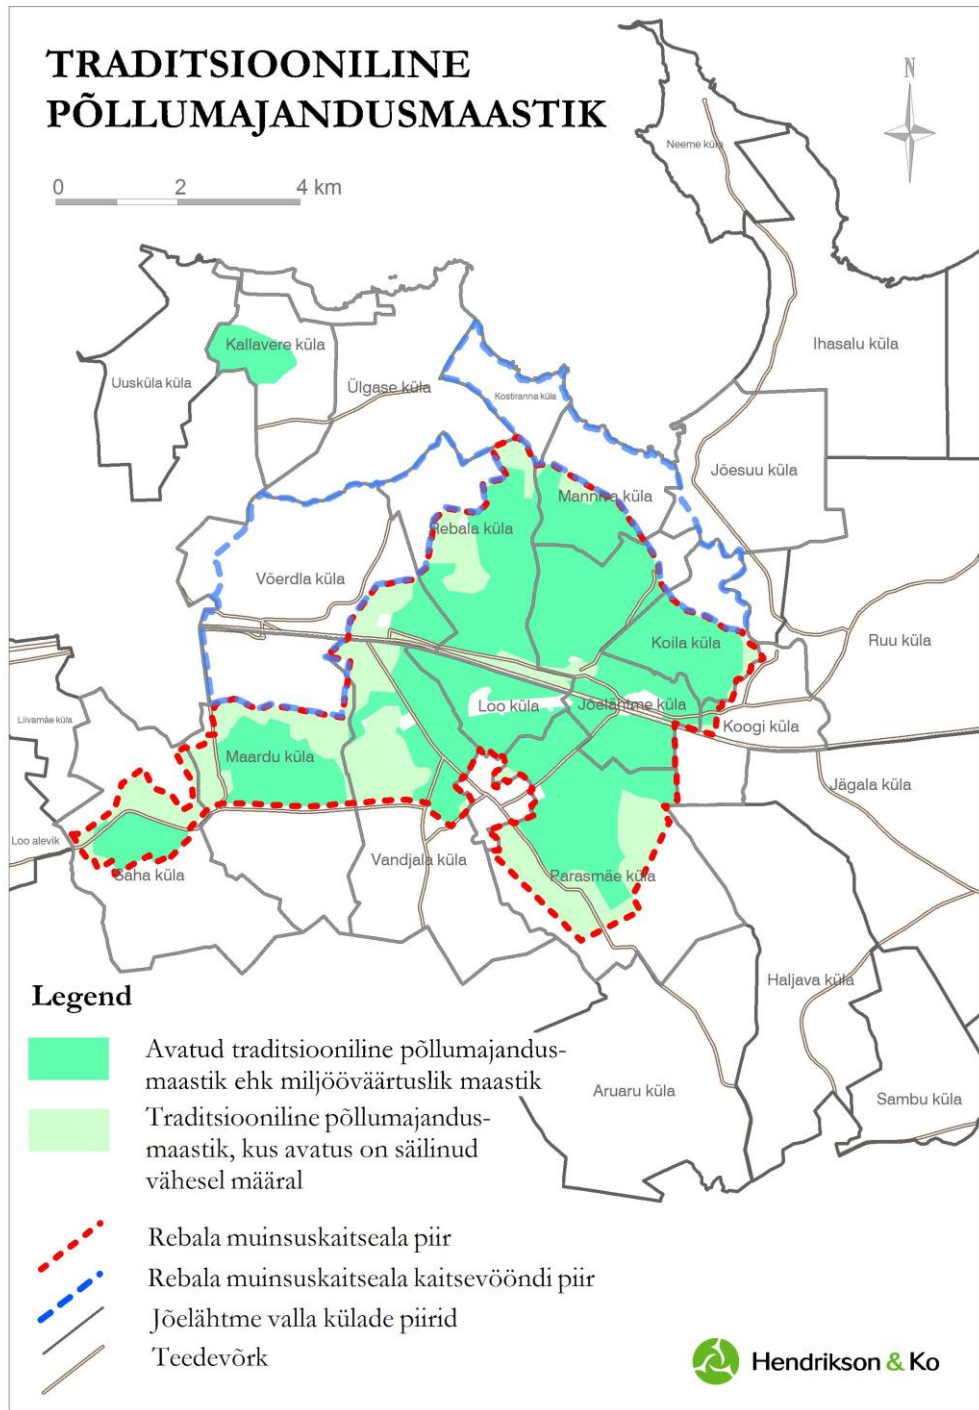 TRADITSIOONILINE
PÕLLUMAJANDUSMAASTIK
N
0 2 4 km
Neeme küla
Ihasalu küla
Kallavere küla
Uusküla küla
Ülgase küla
Kostiranna küla
Jõesuu küla
Manniva küla
Rebala küla
Võerdla küla
Koila küla
Ruu küla
Loo küla
Jõelähtme küla
Koogi küla
Liivamäe küla
Maardu küla
Jägala küla
Loo alevik
Vandjala küla
Saha küla
Parasmäe küla
Haljava küla
Aruaru küla
Sambu küla
Legend
Avatud traditsiooniline põllumajandus-
maastik ehk miljööväärtuslik maastik
Traditsiooniline põllumajandus-
maastik, kus avatus on säilinud
vähesel määral
Rebala muinsuskaitseala piir
Rebala muinsuskaitseala kaitsevööndi piir
Jõelähtme valla külade piirid
Teedevõrk
Hendrikson & Ko